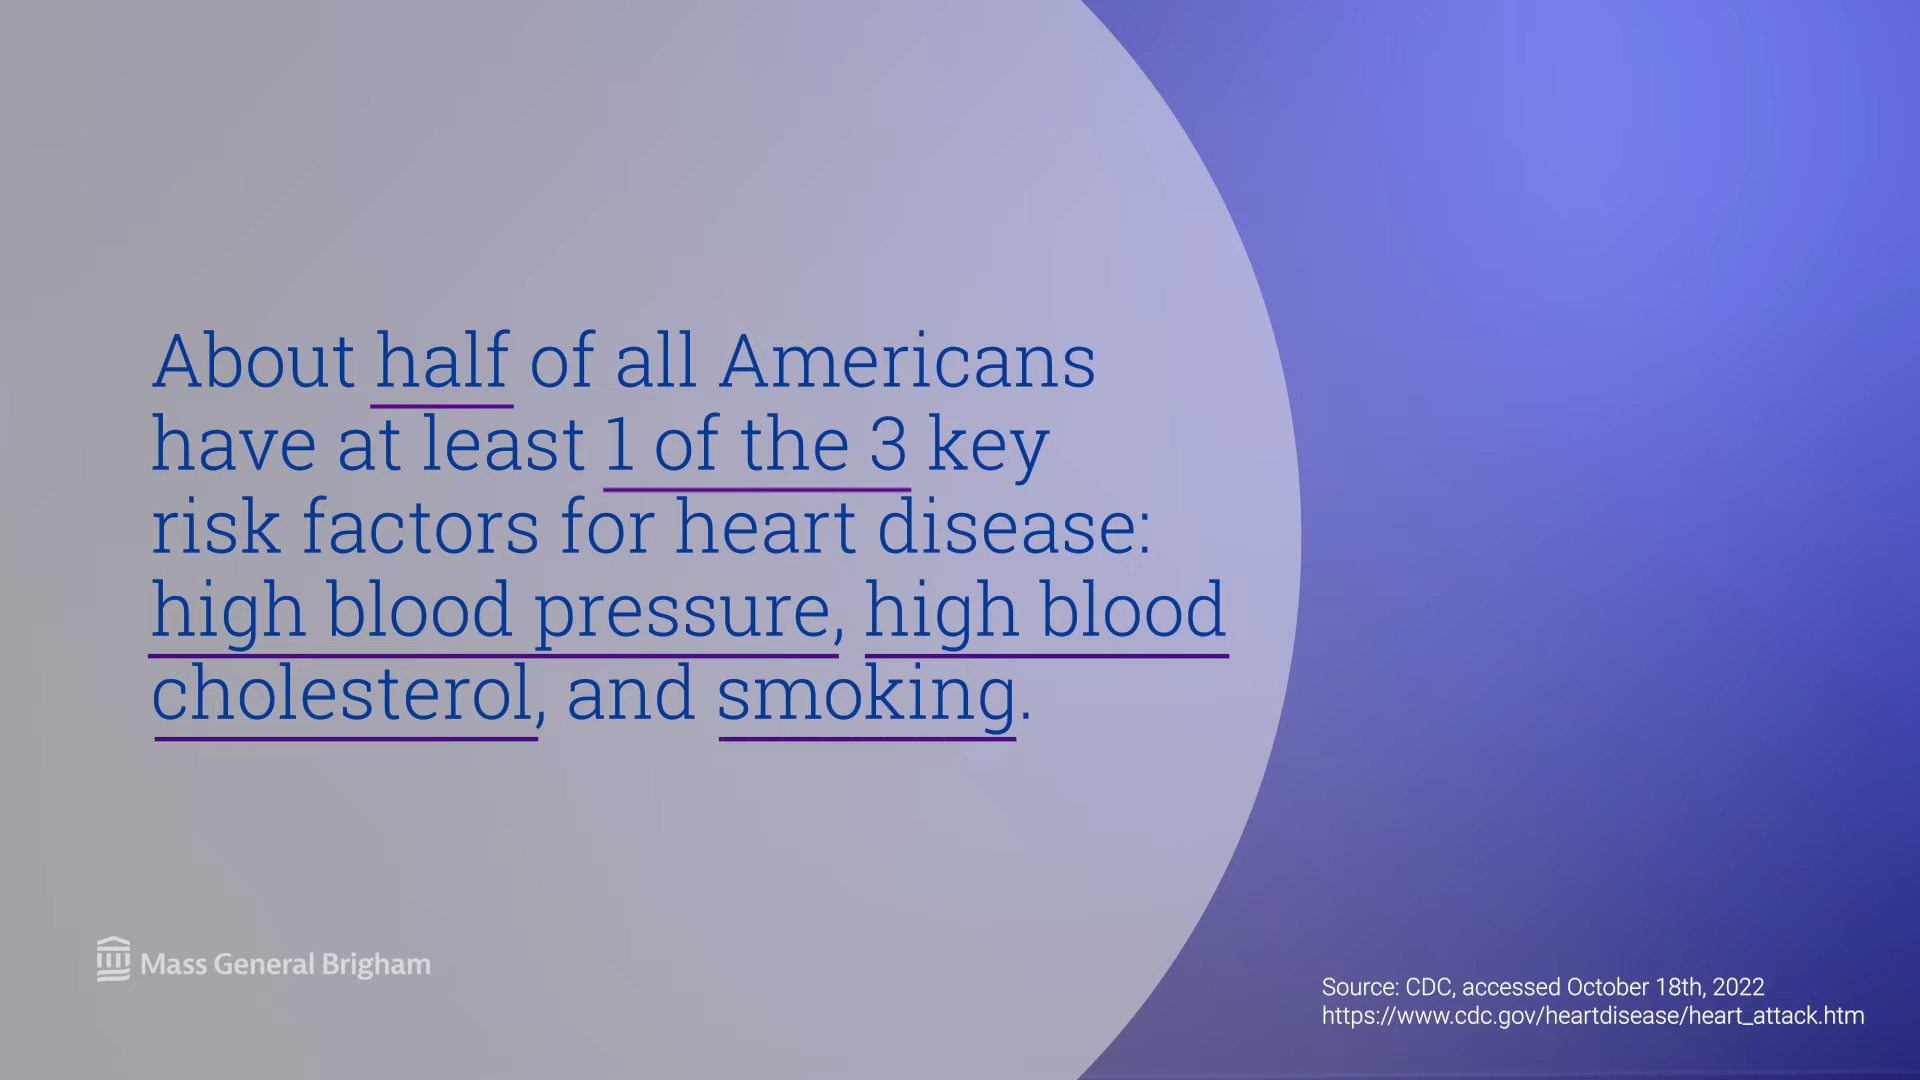 About half of all Americans
have at least 1 of the 3 key
risk factors for heart disease:
high blood pressure, high blood
cholesterol, and smoking.
Mass General Brigham
Source: CDC, accessed October 18th, 2022
https://www.cdc.gov/heartdisease/heart_attack.htm